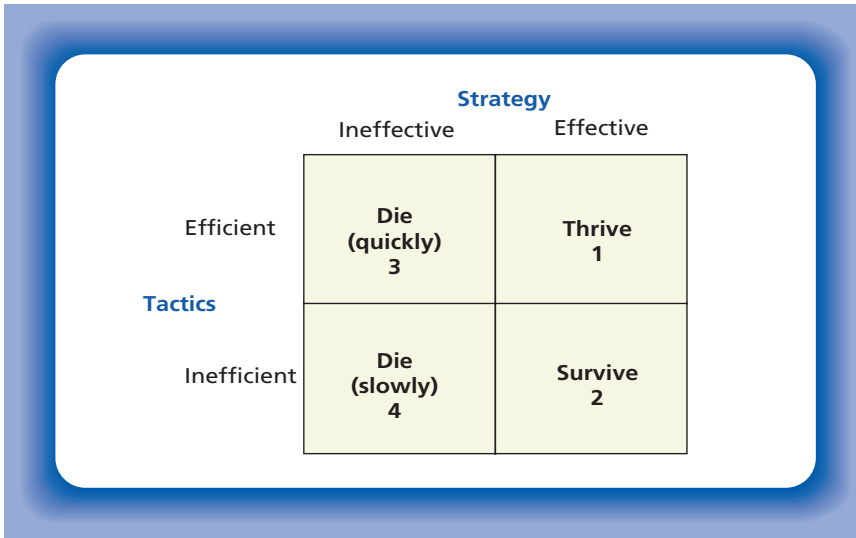 Strategy
Ineffective
Effective
Efficient
Die
(quickly)
3
Thrive
1
Tactics
Inefficient
Die
(slowly)
4
Survive
2